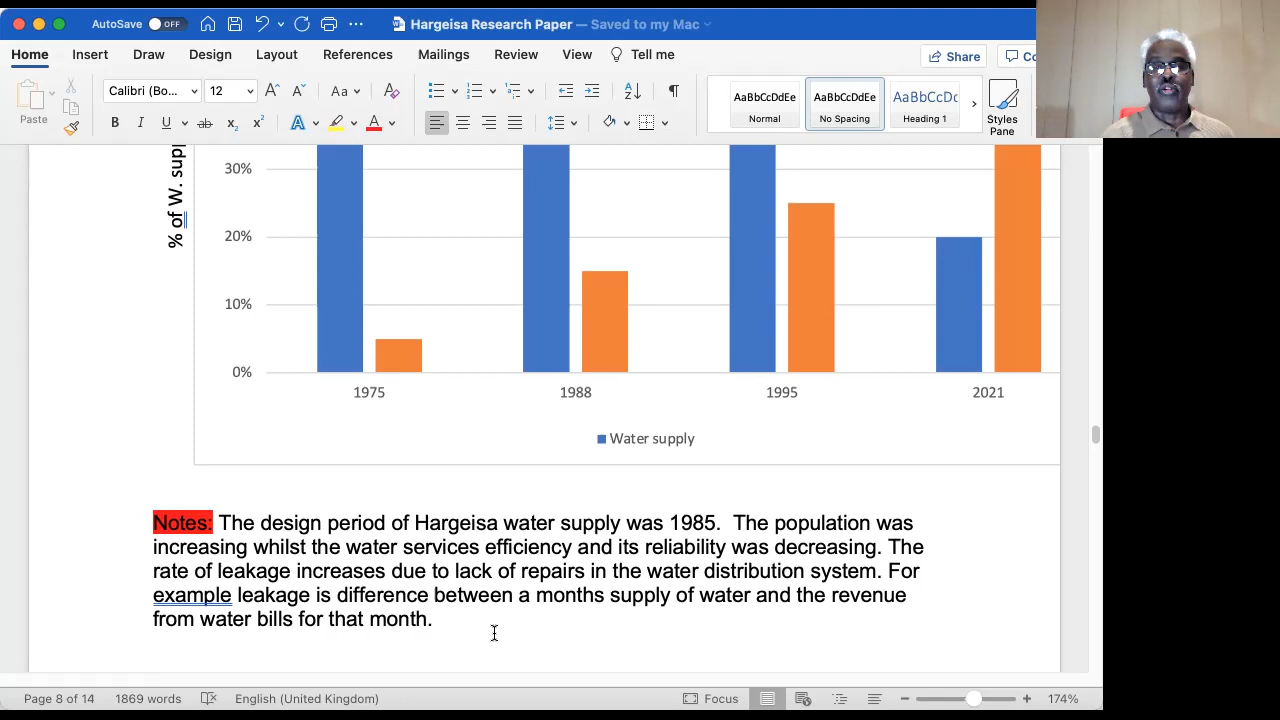 AutoSave OFF Hargeisa Research Paper — Saved to my Mac
Home Insert Draw Design Layout References Mailings Review View Tell me Share Co
Paste Calibri (Bo... 12 AaBbCcDdEe AaBbCcDdEe AaBbCcDc
Normal No Spacing Heading 1 Styles
Pane
% of W. supp
30%
20%
10%
0%
1975 1988 1995 2021
Water supply
Notes: The design period of Hargeisa water supply was 1985. The population was
increasing whilst the water services efficiency and its reliability was decreasing. The
rate of leakage increases due to lack of repairs in the water distribution system. For
example leakage is difference between a months supply of water and the revenue
from water bills for that month.
Page 8 of 14 1869 words English (United Kingdom) Focus 174%